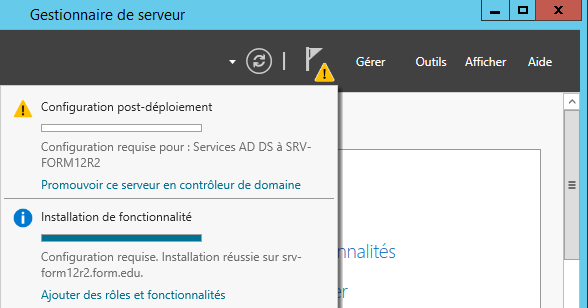 Gestionnaire de serveur
Gérer Outils Afficher Aide
Configuration post-déploiement
Configuration requise pour : Services AD DS à SRV-
FORM12R2
Promouvoir ce serveur en contrôleur de domaine
Installation de fonctionnalité
Configuration requise. Installation réussie sur srv-
form12r2.form.edu.
Ajouter des rôles et fonctionnalités